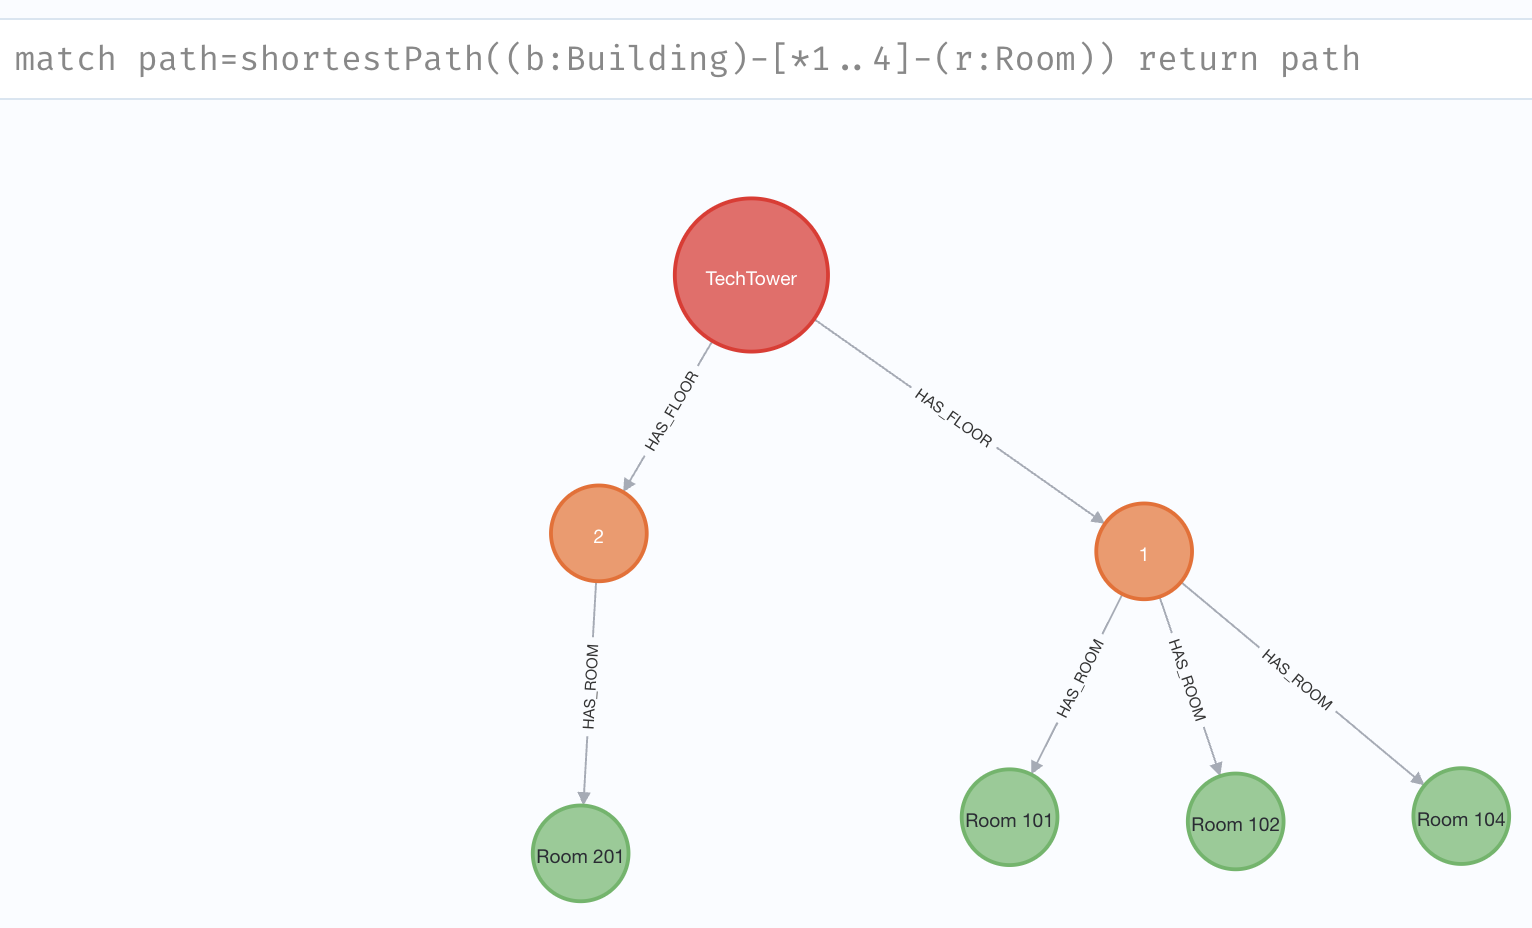 match path=shortestPath((b:Building)-[*1..4]-(r:Room)) return path
TechTower
HAS_FLOOR
HAS_FLOOR
2
1
HAS_ROOM
HAS_ROOM
HAS_ROOM
HAS_ROOM
Room 201
Room 101
Room 102
Room 104